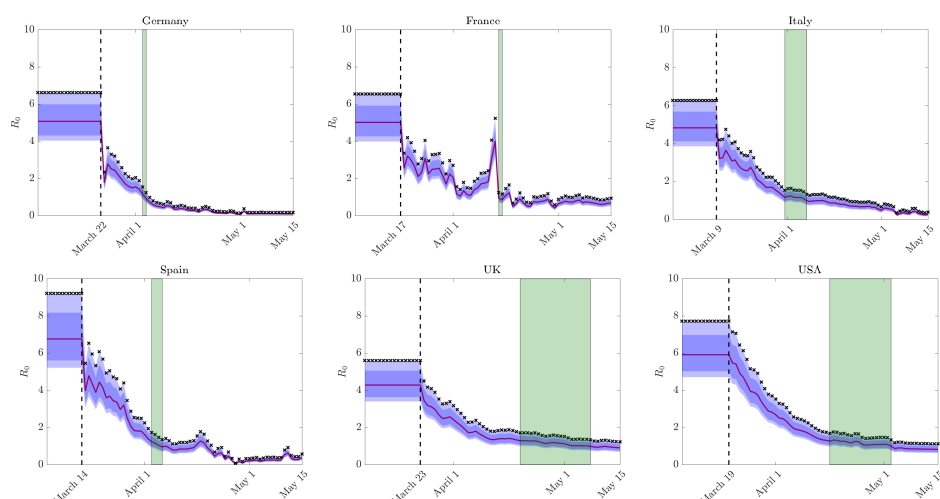 Germany
10
8
6
4
2
0
R0
March 22
April 1
May 1
May 15
France
10
8
6
4
2
0
R0
March 17
April 1
May 1
May 15
Italy
10
8
6
4
2
0
R0
March 9
April 1
May 1
May 15
Spain
10
8
6
4
2
0
R0
March 14
April 1
May 1
May 15
UK
10
8
6
4
2
0
R0
March 23
April 1
May 1
May 15
USA
10
8
6
4
2
0
R0
March 19
April 1
May 1
May 15